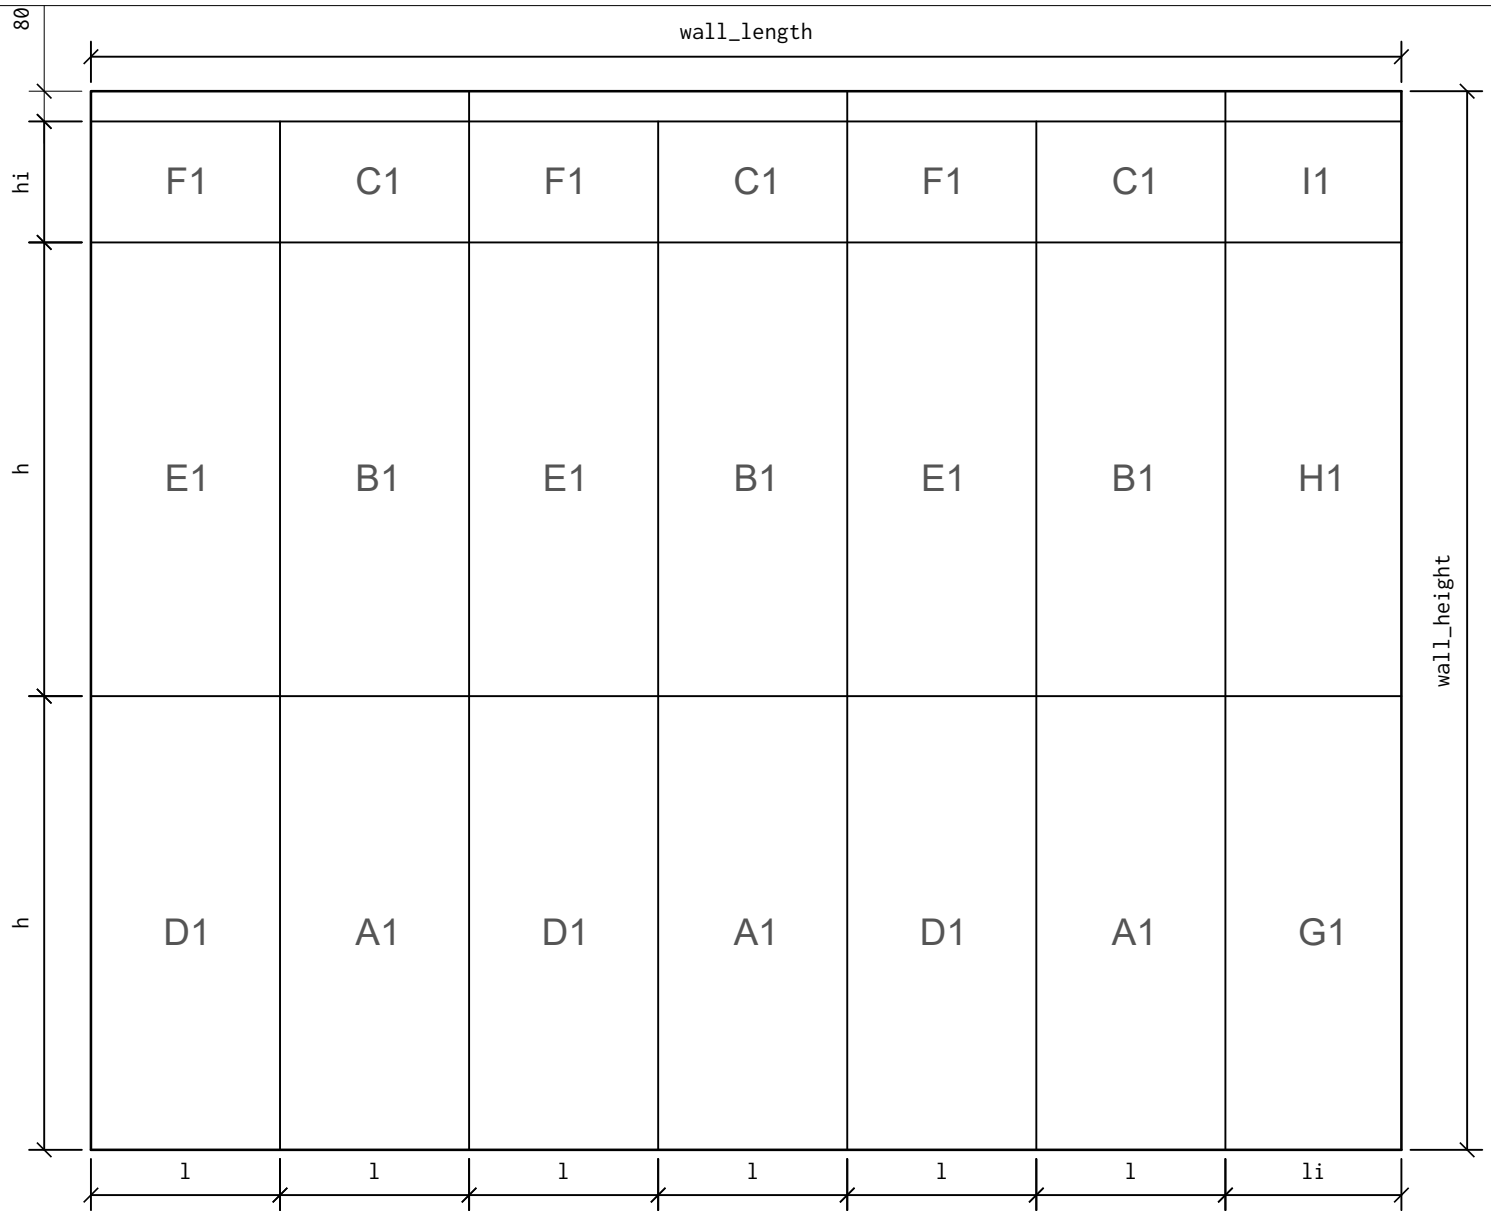 80
wall_length
hi
F1 C1 F1 C1 F1 C1 I1
h
E1 B1 E1 B1 E1 B1 H1
wall_height
h
D1 A1 D1 A1 D1 A1 G1
l l l l l l li